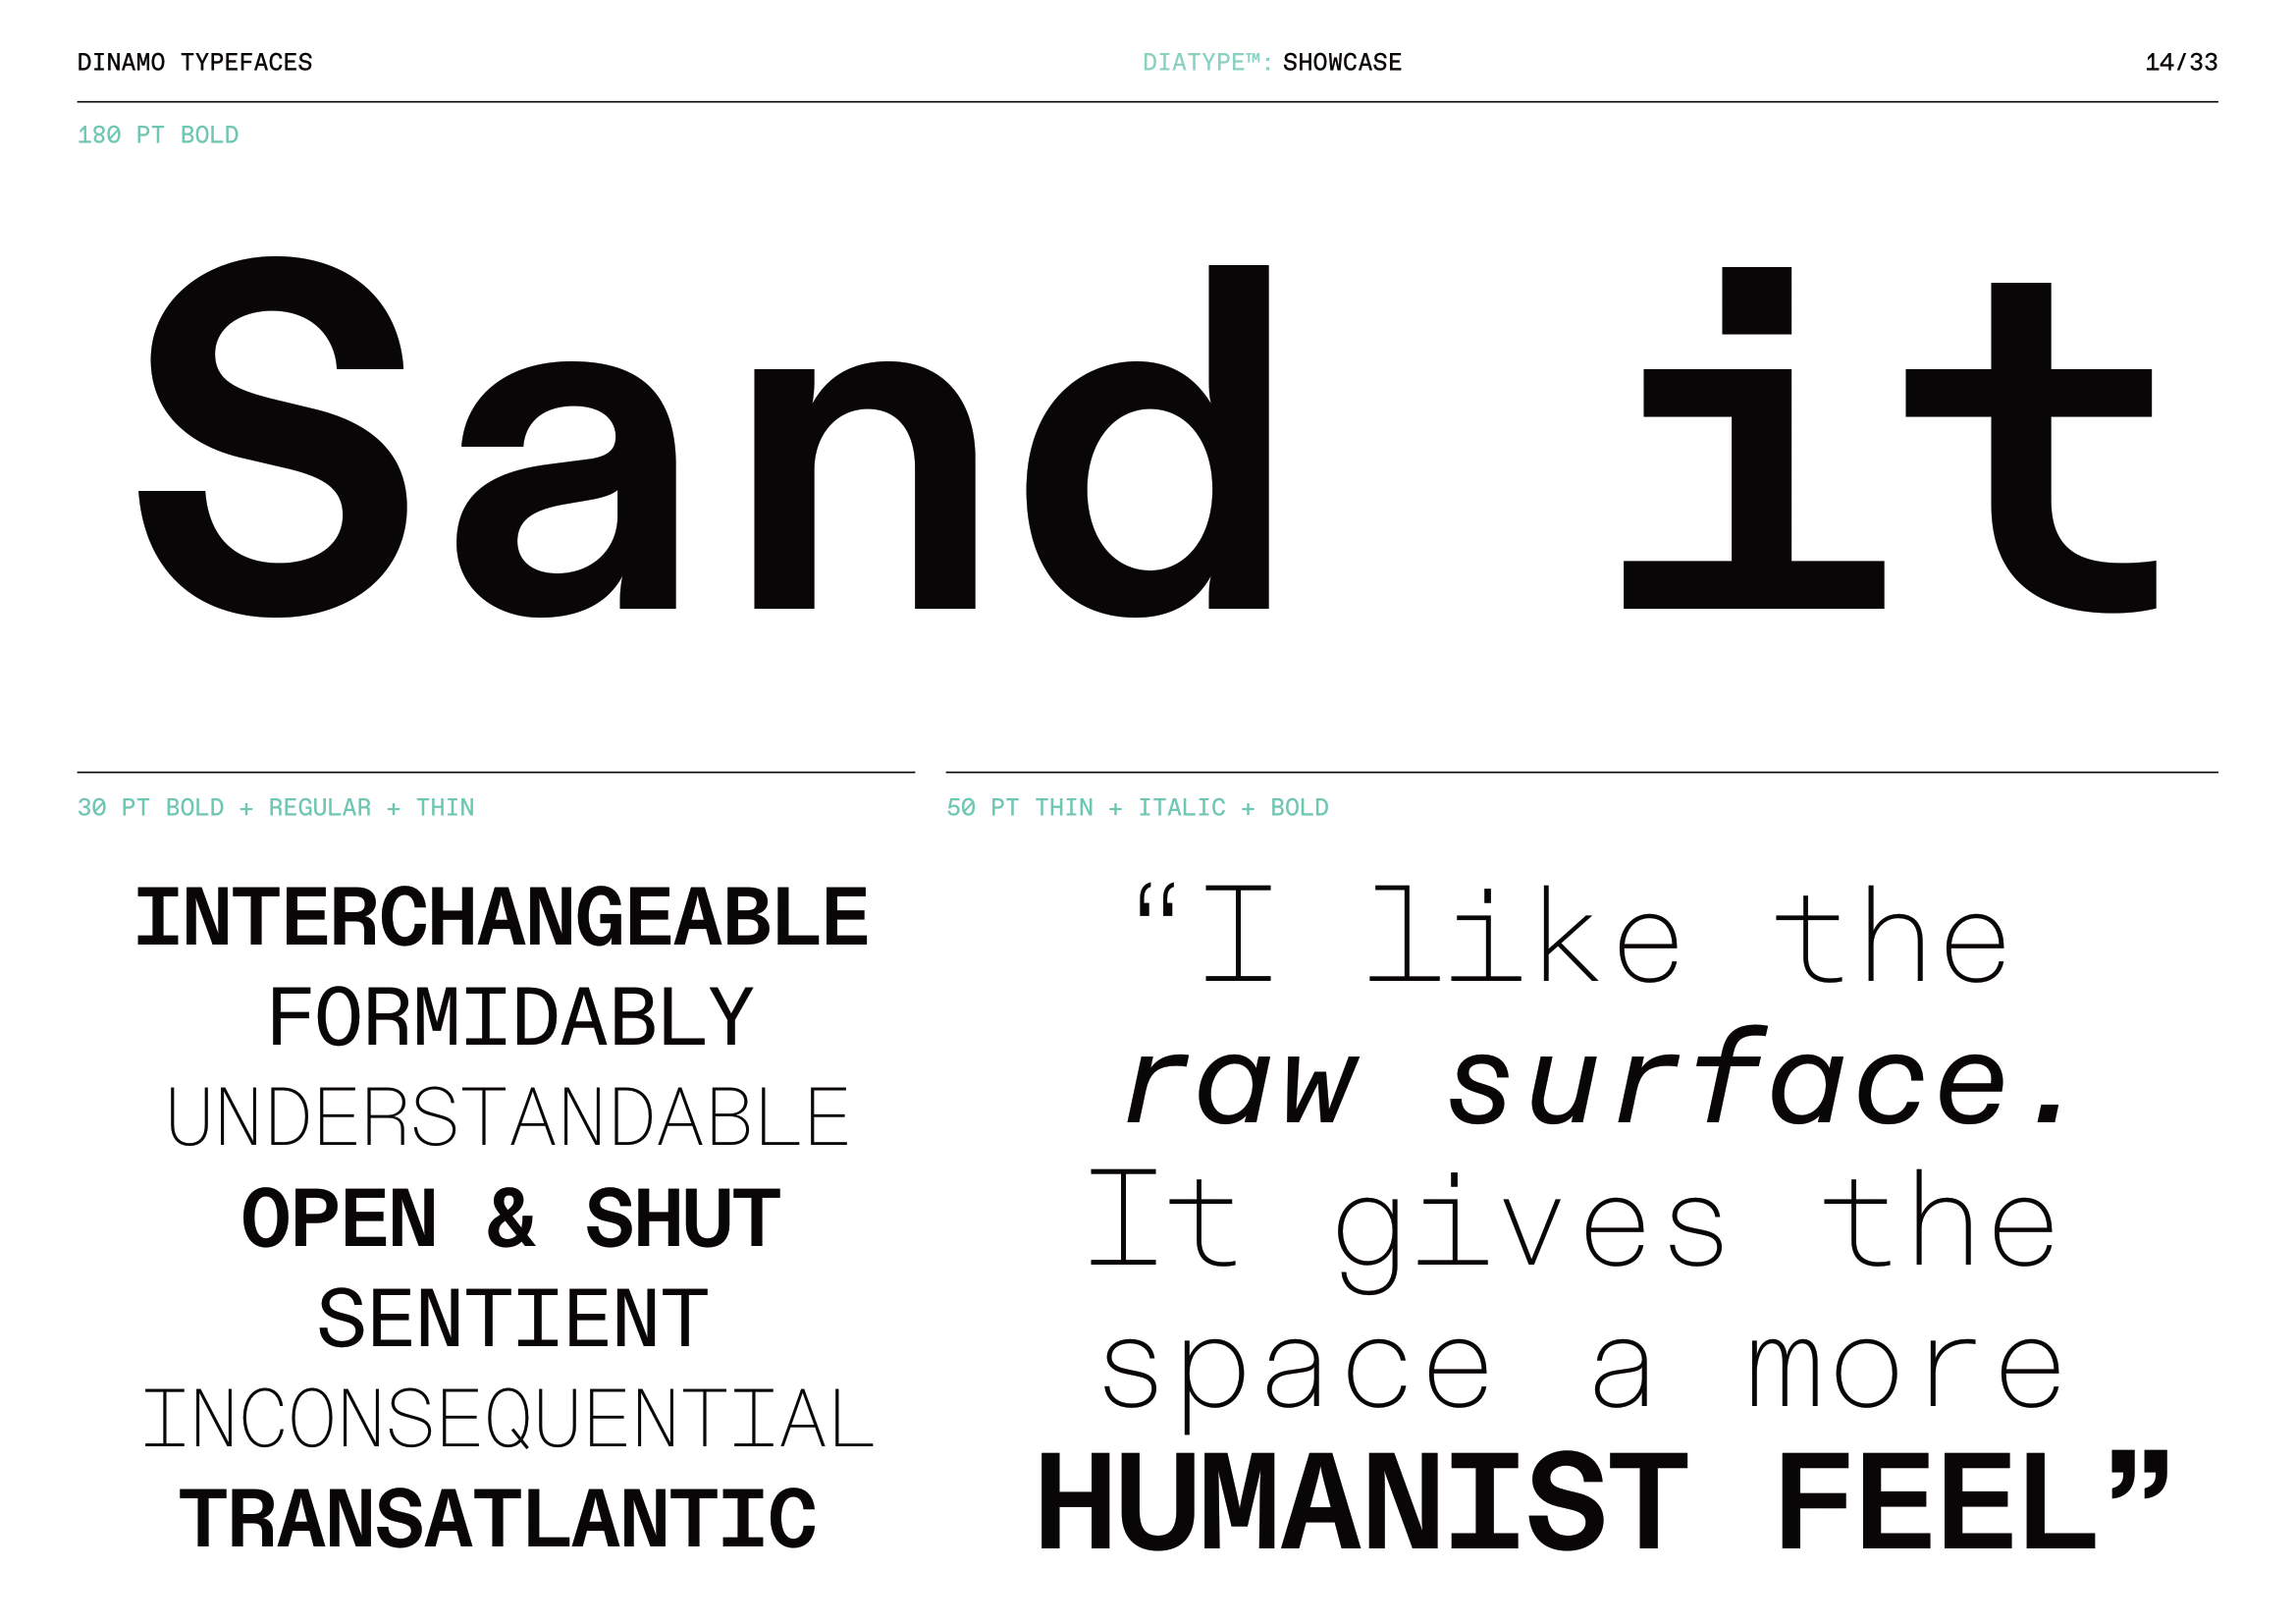 DINAMO TYPEFACES
DIATYPE™: SHOWCASE
14/33
180 PT BOLD
Sand it
30 PT BOLD + REGULAR + THIN
INTERCHANGEABLE
FORMIDABLY
UNDERSTANDABLE
OPEN & SHUT
SENTIENT
INCONSEQUENTIAL
TRANSATLANTIC
50 PT THIN + ITALIC + BOLD
“I like the
raw surface.
It gives the
space a more
HUMANIST FEEL”